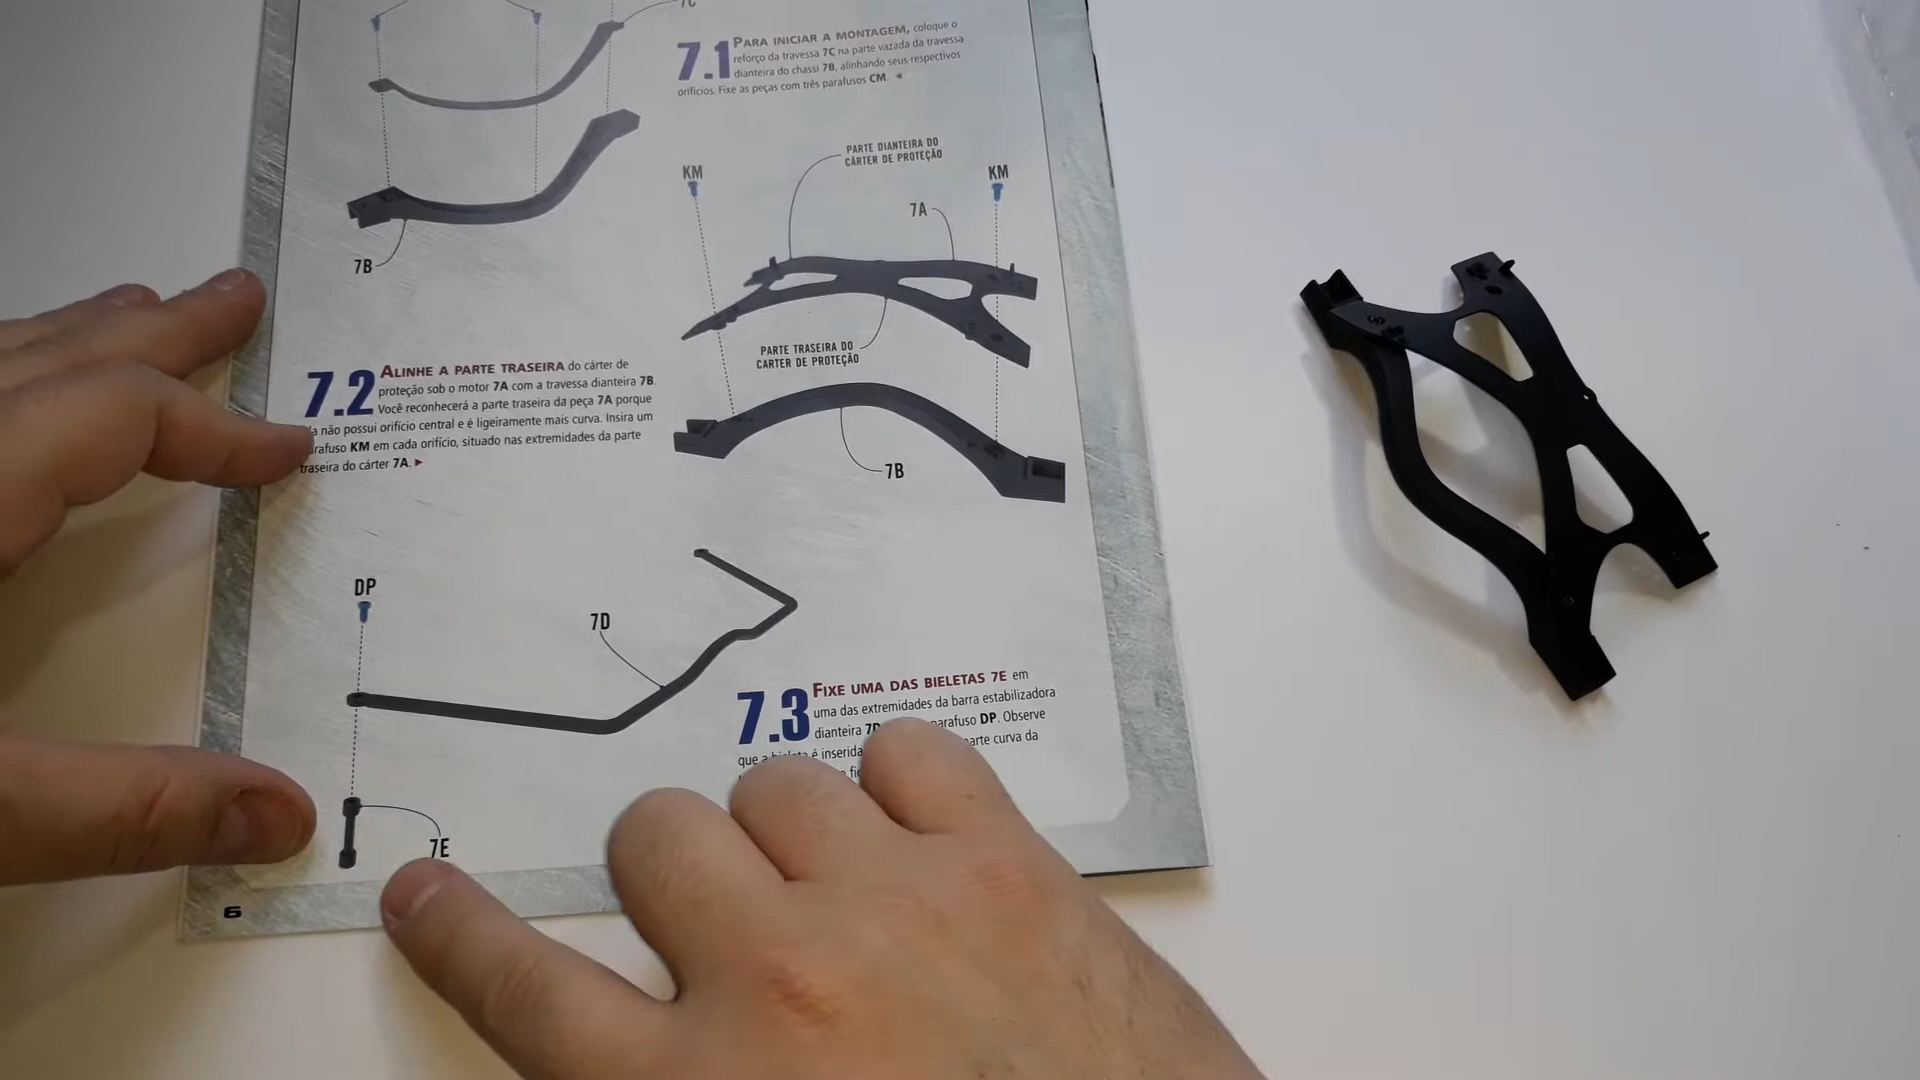 7C
7.1 PARA INICIAR A MONTAGEM, coloque o
reforço da travessa 7C na parte vazada da travessa
dianteira do chassi 7B, alinhando seus respectivos
orifícios. Fixe as peças com três parafusos CM. ◄
7B
PARTE DIANTEIRA DO
CÁRTER DE PROTEÇÃO
KM
KM
7A
PARTE TRASEIRA DO
CÁRTER DE PROTEÇÃO
7B
7.2 ALINHE A PARTE TRASEIRA do cárter de
proteção sob o motor 7A com a travessa dianteira 7B.
Você reconhecerá a parte traseira da peça 7A porque
não possui orifício central e é ligeiramente mais curva. Insira um
parafuso KM em cada orifício, situado nas extremidades da parte
traseira do cárter 7A. ►
DP
7D
7E
7.3 FIXE UMA DAS BIELETAS 7E em
uma das extremidades da barra estabilizadora
dianteira parafuso DP. Observe
que a é inserida parte curva da
6